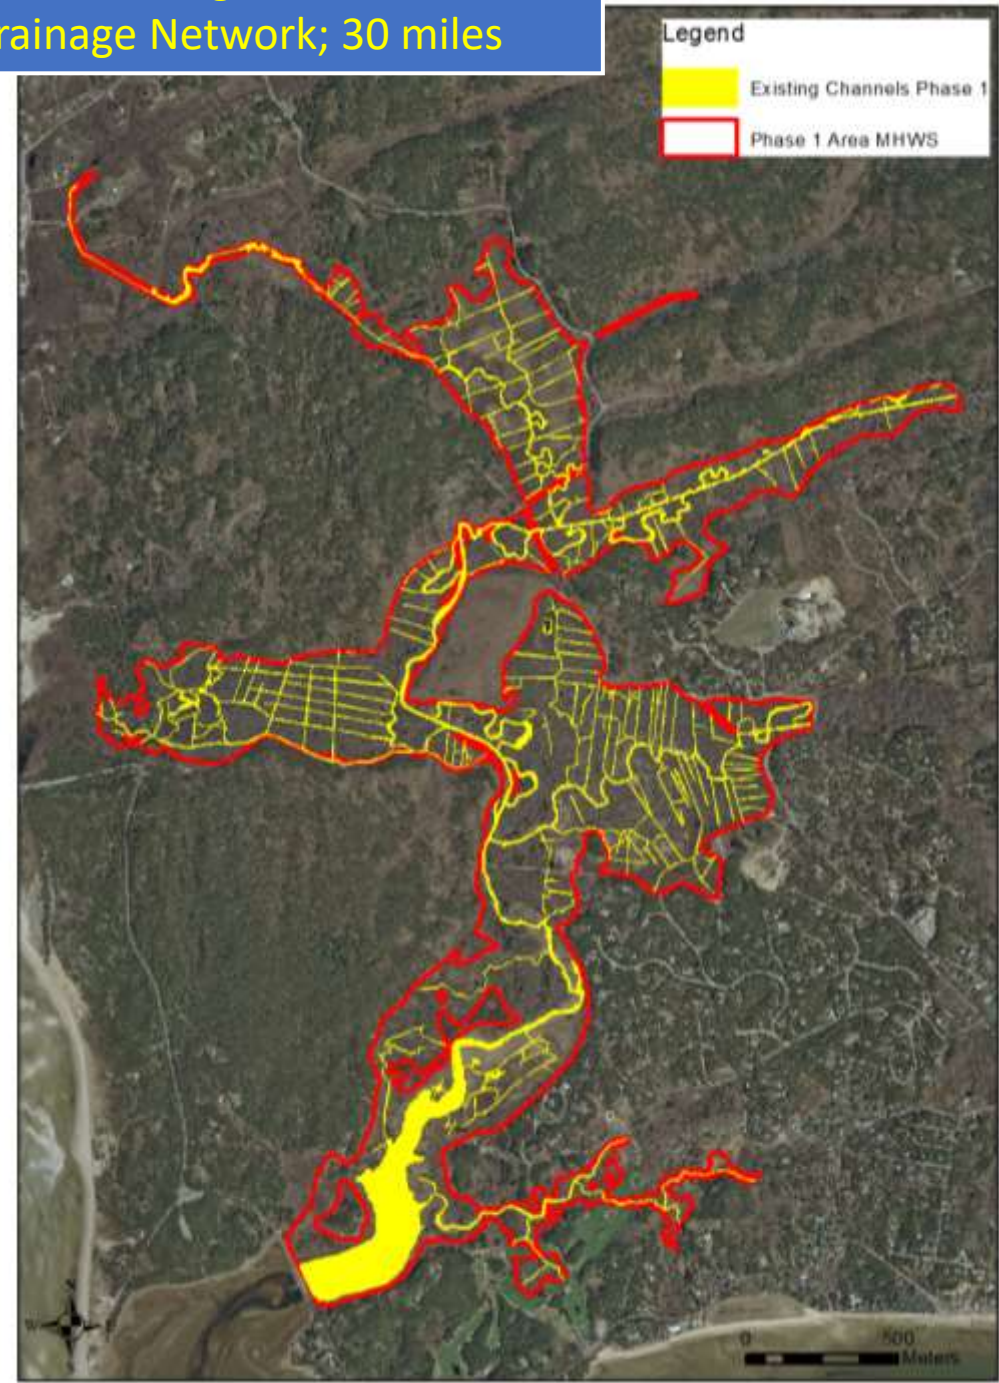 rainage Network; 30 miles
Legend
Existing Channels Phase 1
Phase 1 Area MHWS
W
0 500
Meters